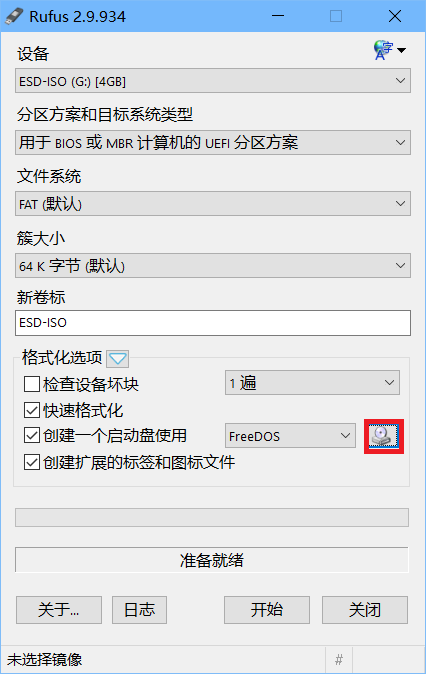 Rufus 2.9.934
设备
ESD-ISO (G:) [4GB]
分区方案和目标系统类型
用于 BIOS 或 MBR 计算机的 UEFI 分区方案
文件系统
FAT (默认)
簇大小
64 K 字节 (默认)
新卷标
ESD-ISO
格式化选项
检查设备坏块 1 遍
快速格式化
创建一个启动盘使用 FreeDOS
创建扩展的标签和图标文件
准备就绪
关于... 日志 开始 关闭
未选择镜像 #